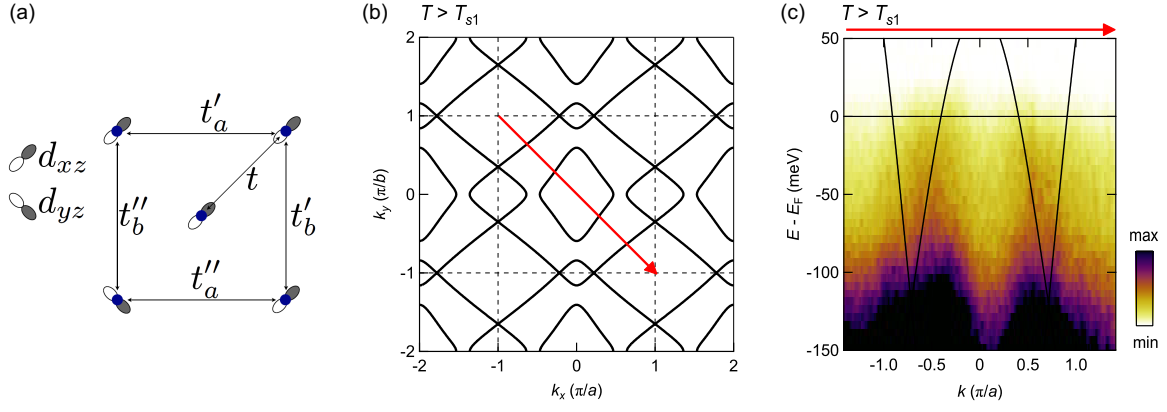 (a)
t′a
dxz
dyz
t
t″b
t′b
t″a
(b)
T > Ts1
2
1
0
-1
-2
ky (π/b)
-2
-1
0
1
2
kx (π/a)
(c)
T > Ts1
50
0
-50
-100
-150
E - EF (meV)
-1.0
-0.5
0
0.5
1.0
k (π/a)
max
min